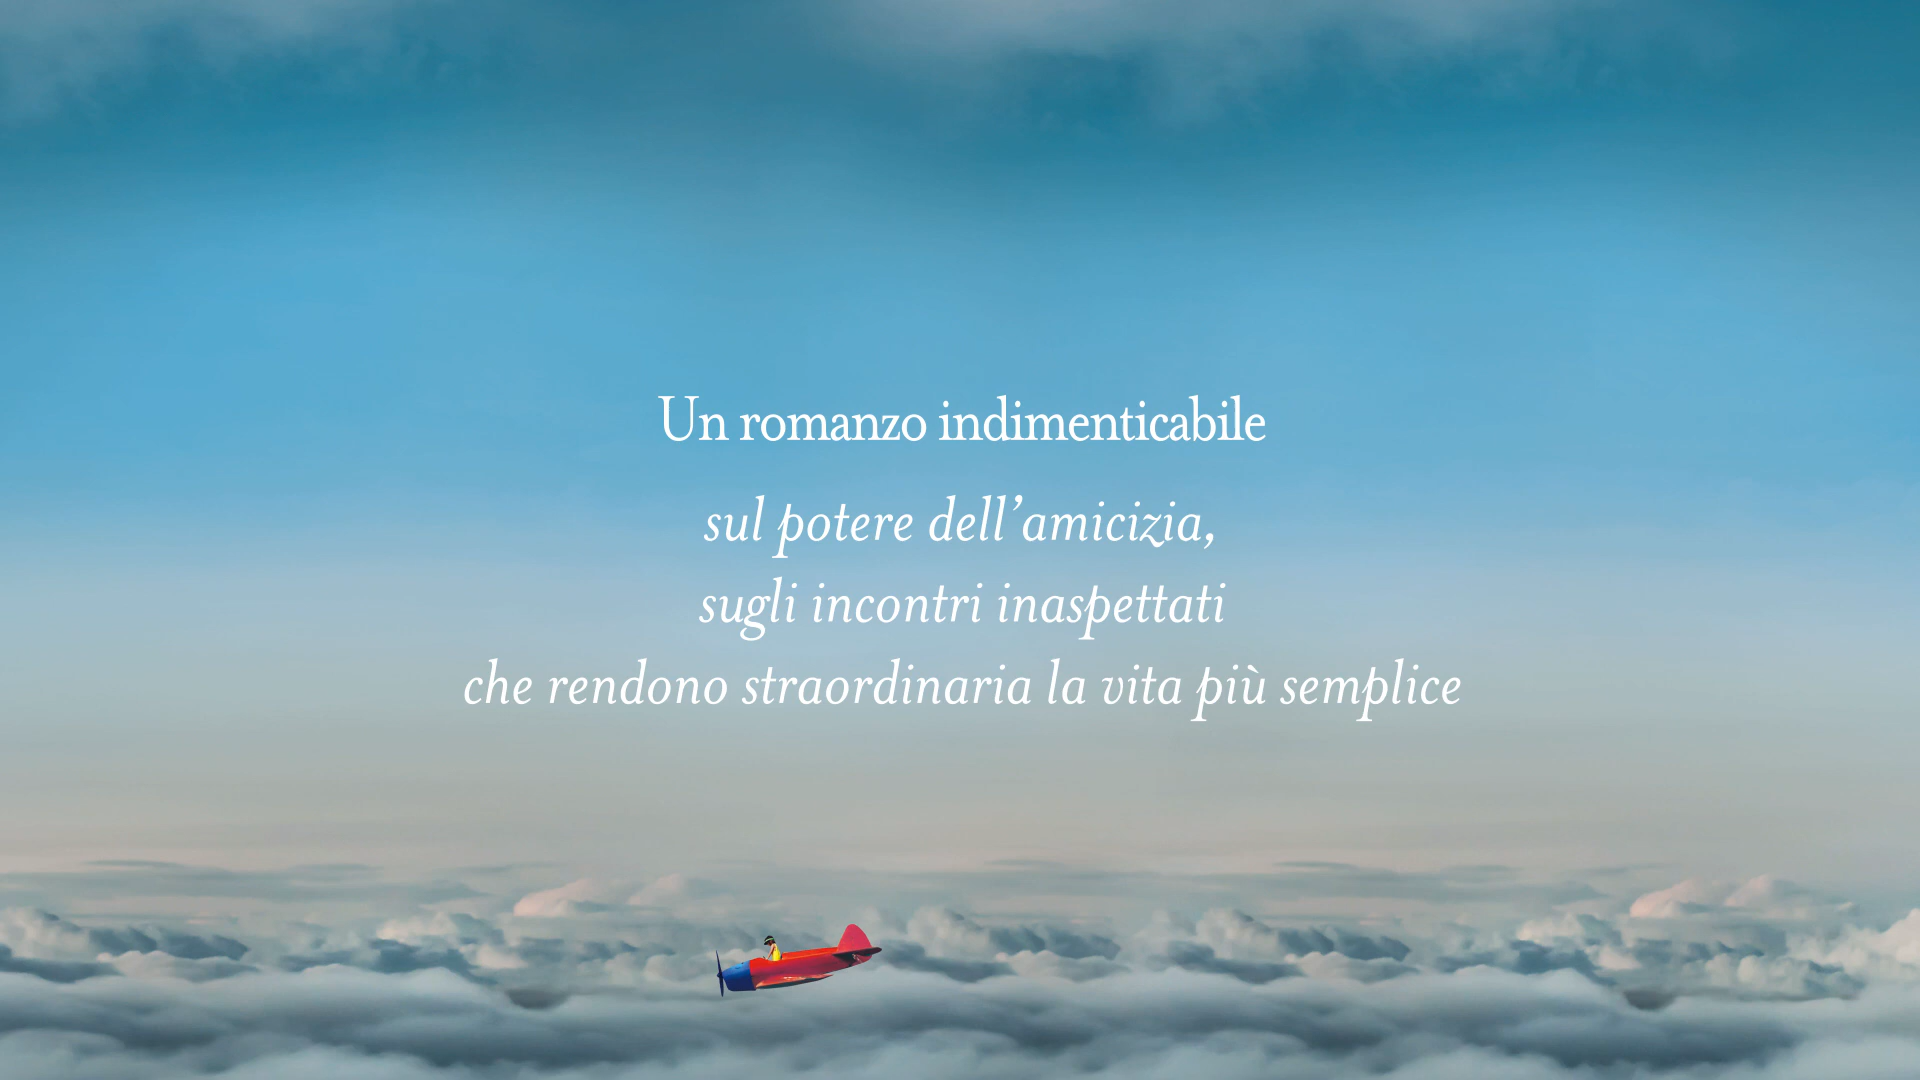 Un romanzo indimenticabile
sul potere dell’amicizia,
sugli incontri inaspettati
che rendono straordinaria la vita più semplice